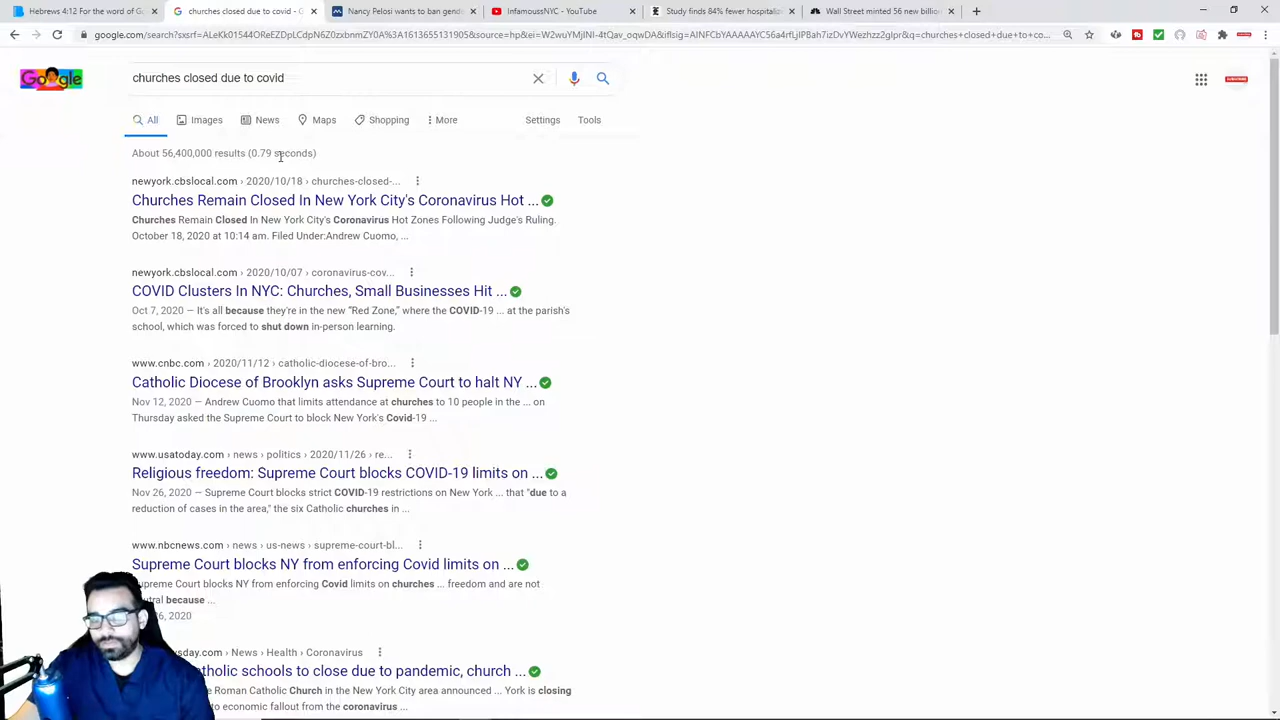 Hebrews 4:12 For the word of G
churches closed due to covid - G
Nancy Pelosi wants to ban gend
InfamoussNYC - YouTube
Study finds 84% fewer hospitaliz
Wall Street minted 56 new billio
google.com/search?
Google
churches closed due to covid
All
Images
News
Maps
Shopping
More
Settings
Tools
About 56,400,000 results (0.79 seconds)
newyork.cbslocal.com › 2020/10/18 › churches-closed-...
Churches Remain Closed In New York City's Coronavirus Hot ...
Churches Remain Closed In New York City's Coronavirus Hot Zones Following Judge's Ruling.
October 18, 2020 at 10:14 am. Filed Under:Andrew Cuomo, ...
newyork.cbslocal.com › 2020/10/07 › coronavirus-cov...
COVID Clusters In NYC: Churches, Small Businesses Hit ...
Oct 7, 2020 — It's all because they're in the new "Red Zone," where the COVID-19 ... at the parish's
school, which was forced to shut down in-person learning.
www.cnbc.com › 2020/11/12 › catholic-diocese-of-bro...
Catholic Diocese of Brooklyn asks Supreme Court to halt NY ...
Nov 12, 2020 — Andrew Cuomo that limits attendance at churches to 10 people in the ... on
Thursday asked the Supreme Court to block New York's Covid-19 ...
www.usatoday.com › news › politics › 2020/11/26 › re...
Religious freedom: Supreme Court blocks COVID-19 limits on ...
Nov 26, 2020 — Supreme Court blocks strict COVID-19 restrictions on New York ... that "due to a
reduction of cases in the area," the six Catholic churches in ...
www.nbcnews.com › news › us-news › supreme-court-bl...
Supreme Court blocks NY from enforcing Covid limits on ...
upreme Court blocks NY from enforcing Covid limits on churches ... freedom and are not
utral because ...
26, 2020
sday.com › News › Health › Coronavirus
tholic schools to close due to pandemic, church ...
e Roman Catholic Church in the New York City area announced ... York is closing
to economic fallout from the coronavirus ...